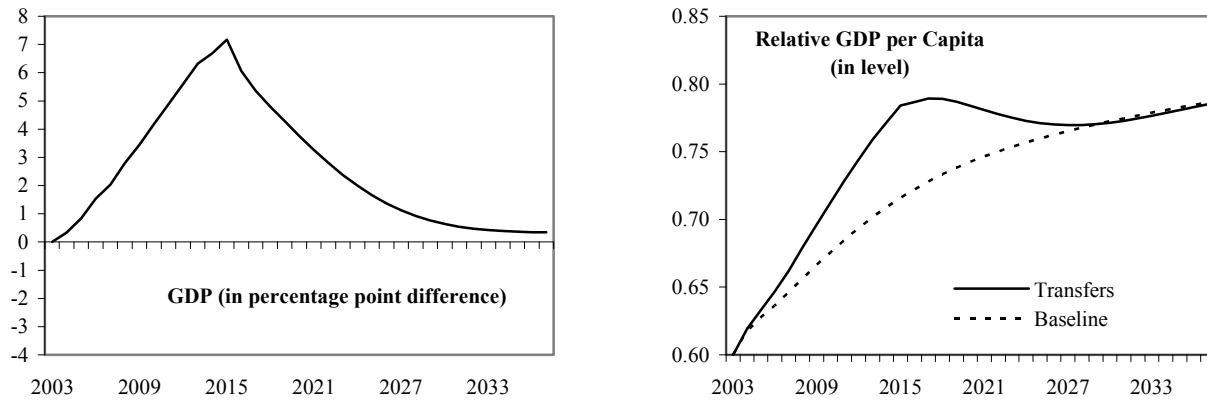 8
7
6
5
4
3
2
1
0
-1
-2
-3
-4
GDP (in percentage point difference)
2003 2009 2015 2021 2027 2033
0.85
0.80
0.75
0.70
0.65
0.60
Relative GDP per Capita
(in level)
Transfers
Baseline
2003 2009 2015 2021 2027 2033